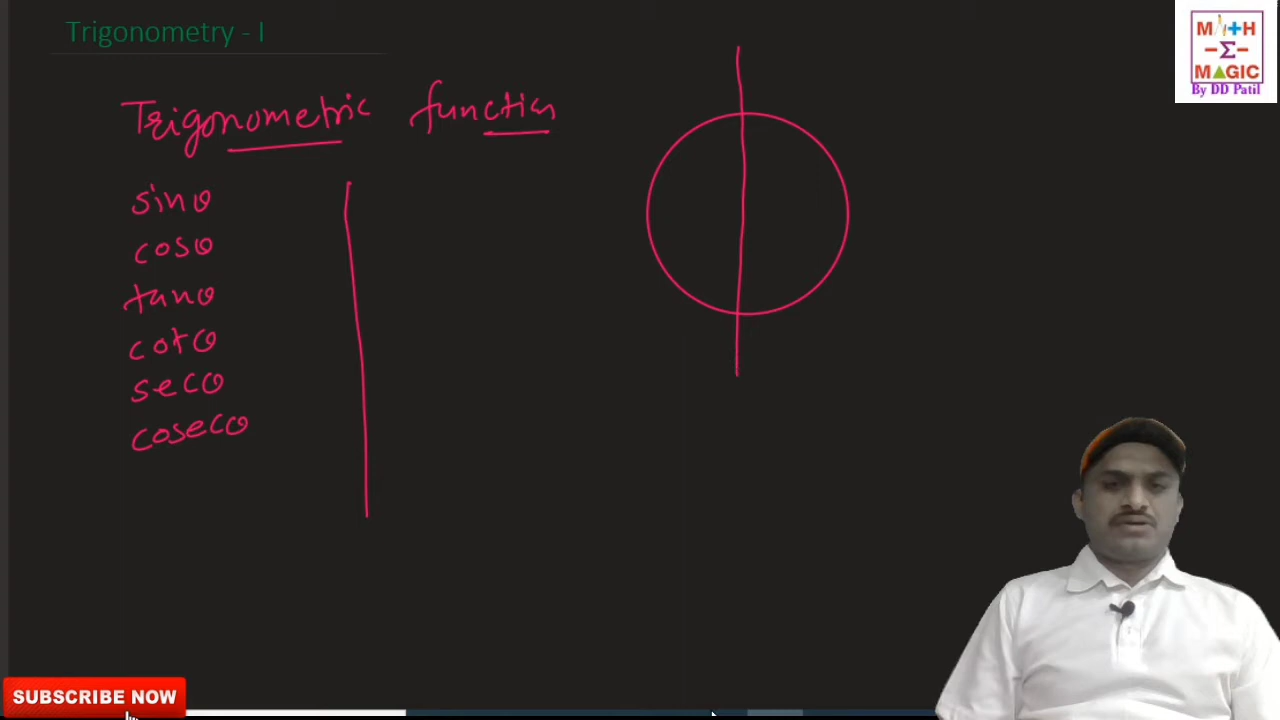 Trigonometry - I
MATH
-Σ-
MAGIC
By DD Patil
Trigonometric function
sinθ
cosθ
tanθ
cotθ
secθ
cosecθ
SUBSCRIBE NOW